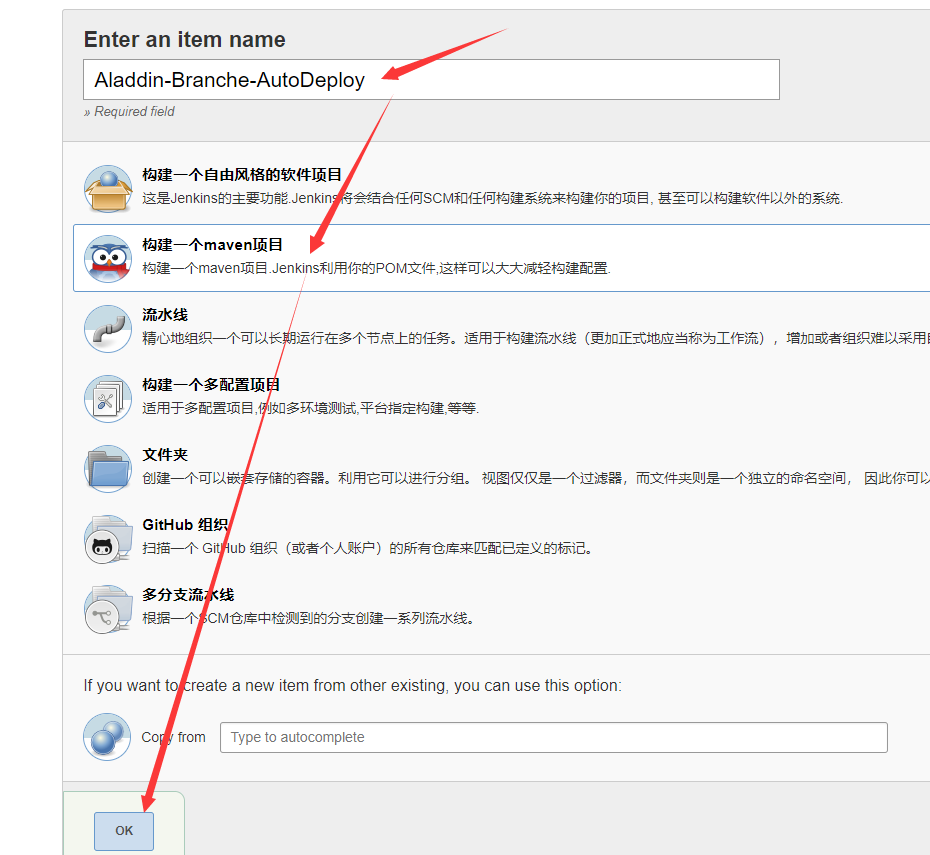 Enter an item name
Aladdin-Branche-AutoDeploy
» Required field
构建一个自由风格的软件项目
这是Jenkins的主要功能.Jenkins将会结合任何SCM和任何构建系统来构建你的项目, 甚至可以构建软件以外的系统.
构建一个maven项目
构建一个maven项目.Jenkins利用你的POM文件,这样可以大大减轻构建配置.
流水线
精心地组织一个可以长期运行在多个节点上的任务。适用于构建流水线（更加正式地应当称为工作流），增加或者组织难以采用
构建一个多配置项目
适用于多配置项目,例如多环境测试,平台指定构建,等等.
文件夹
创建一个可以嵌套存储的容器。利用它可以进行分组。 视图仅仅是一个过滤器，而文件夹则是一个独立的命名空间， 因此你可以
GitHub 组织
扫描一个 GitHub 组织（或者个人账户）的所有仓库来匹配已定义的标记。
多分支流水线
根据一个SCM仓库中检测到的分支创建一系列流水线。
If you want to create a new item from other existing, you can use this option:
Copy from
Type to autocomplete
OK